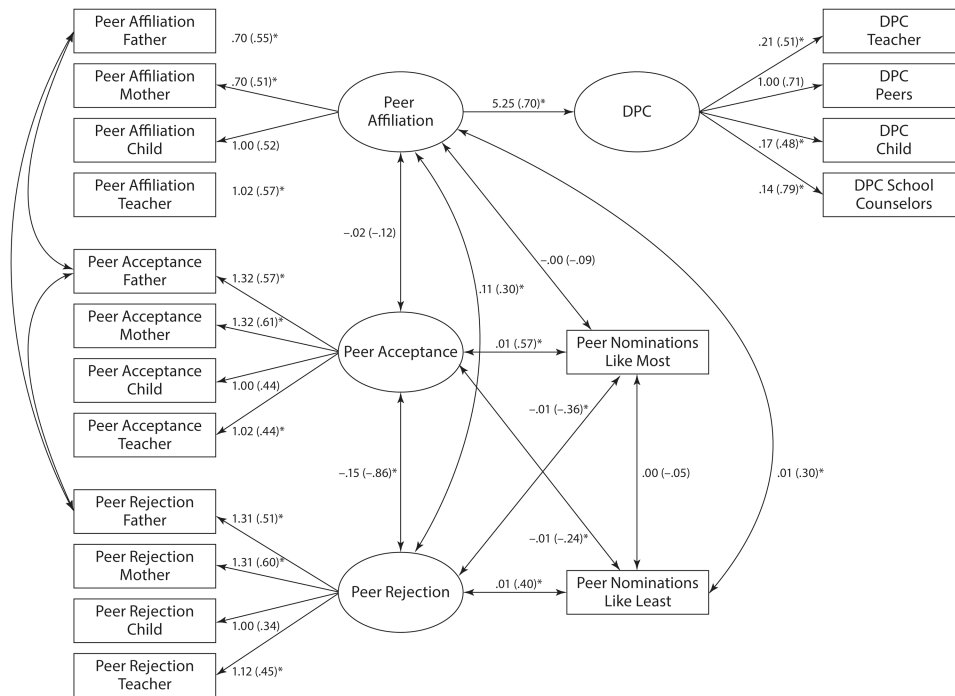 Peer Affiliation
Father
.70 (.55)*
Peer Affiliation
Mother
.70 (.51)*
Peer Affiliation
Child
1.00 (.52)
Peer Affiliation
Teacher
1.02 (.57)*
Peer
Affiliation
5.25 (.70)*
DPC
.21 (.51)*
DPC
Teacher
1.00 (.71)
DPC
Peers
.17 (.48)*
DPC
Child
.14 (.79)*
DPC School
Counselors
–.02 (–.12)
–.00 (–.09)
.11 (.30)*
Peer Acceptance
Father
1.32 (.57)*
Peer Acceptance
Mother
1.32 (.61)*
Peer Acceptance
Child
1.00 (.44)
Peer Acceptance
Teacher
1.02 (.44)*
Peer Acceptance
.01 (.57)*
Peer Nominations
Like Most
–.01 (–.36)*
–.15 (–.86)*
.00 (–.05)
.01 (.30)*
–.01 (–.24)*
Peer Rejection
Father
1.31 (.51)*
Peer Rejection
Mother
1.31 (.60)*
Peer Rejection
Child
1.00 (.34)
Peer Rejection
Teacher
1.12 (.45)*
Peer Rejection
.01 (.40)*
Peer Nominations
Like Least